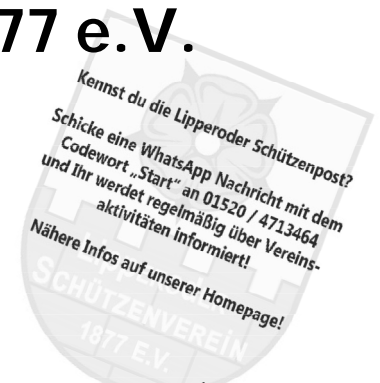 77 e.V.
Kennst du die Lipperoder Schützenpost?
Schicke eine WhatsApp Nachricht mit dem
Codewort „Start“ an 01520 / 4713464
und Ihr werdet regelmäßig über Vereins-
aktivitäten informiert!
Nähere Infos auf unserer Homepage!
SCHÜTZENVEREIN
1877 E.V.